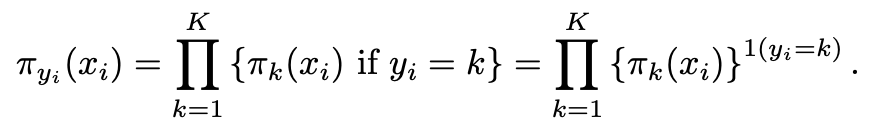 π_{y_i}(x_i) = ∏_{k=1}^{K} {π_k(x_i) if y_i = k} = ∏_{k=1}^{K} {π_k(x_i)}^{1(y_i=k)} .